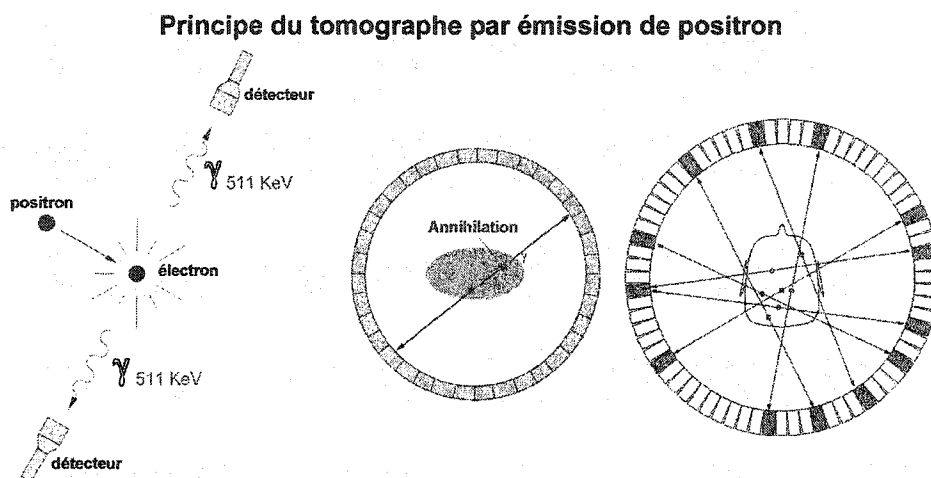 Principe du tomographe par émission de positron
détecteur
γ 511 KeV
positron
électron
Annihilation
γ 511 KeV
détecteur